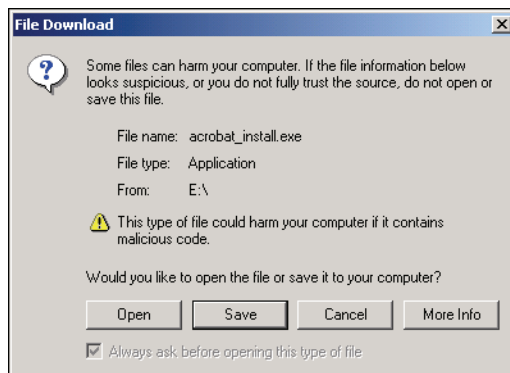 File Download
Some files can harm your computer. If the file information below
looks suspicious, or you do not fully trust the source, do not open or
save this file.
File name: acrobat_install.exe
File type: Application
From: E:\
This type of file could harm your computer if it contains
malicious code.
Would you like to open the file or save it to your computer?
Open Save Cancel More Info
Always ask before opening this type of file